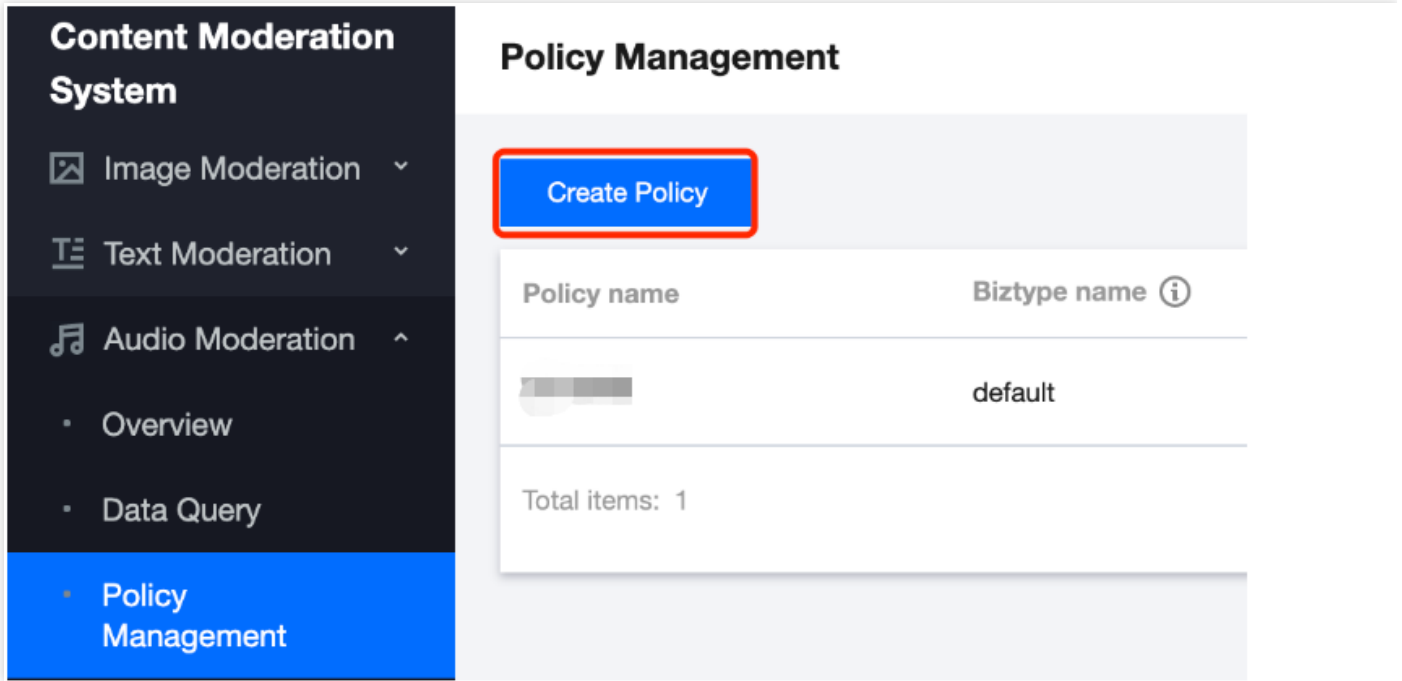 Content Moderation
System
Image Moderation
Text Moderation
Audio Moderation
Overview
Data Query
Policy
Management
Policy Management
Create Policy
Policy name
Biztype name
default
Total items: 1